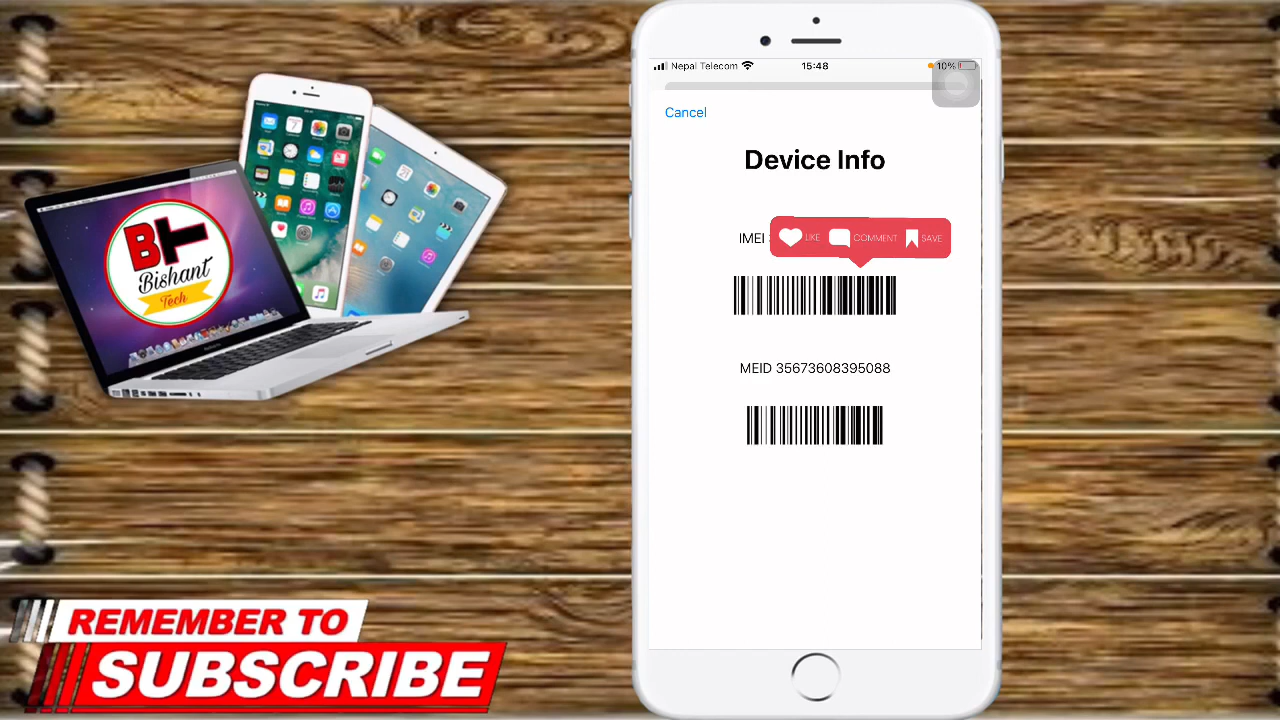 Nepal Telecom
15:48
10%
Cancel
Device Info
IMEI
LIKE COMMENT SAVE
MEID 35673608395088
BT
Bishant
Tech
REMEMBER TO
SUBSCRIBE